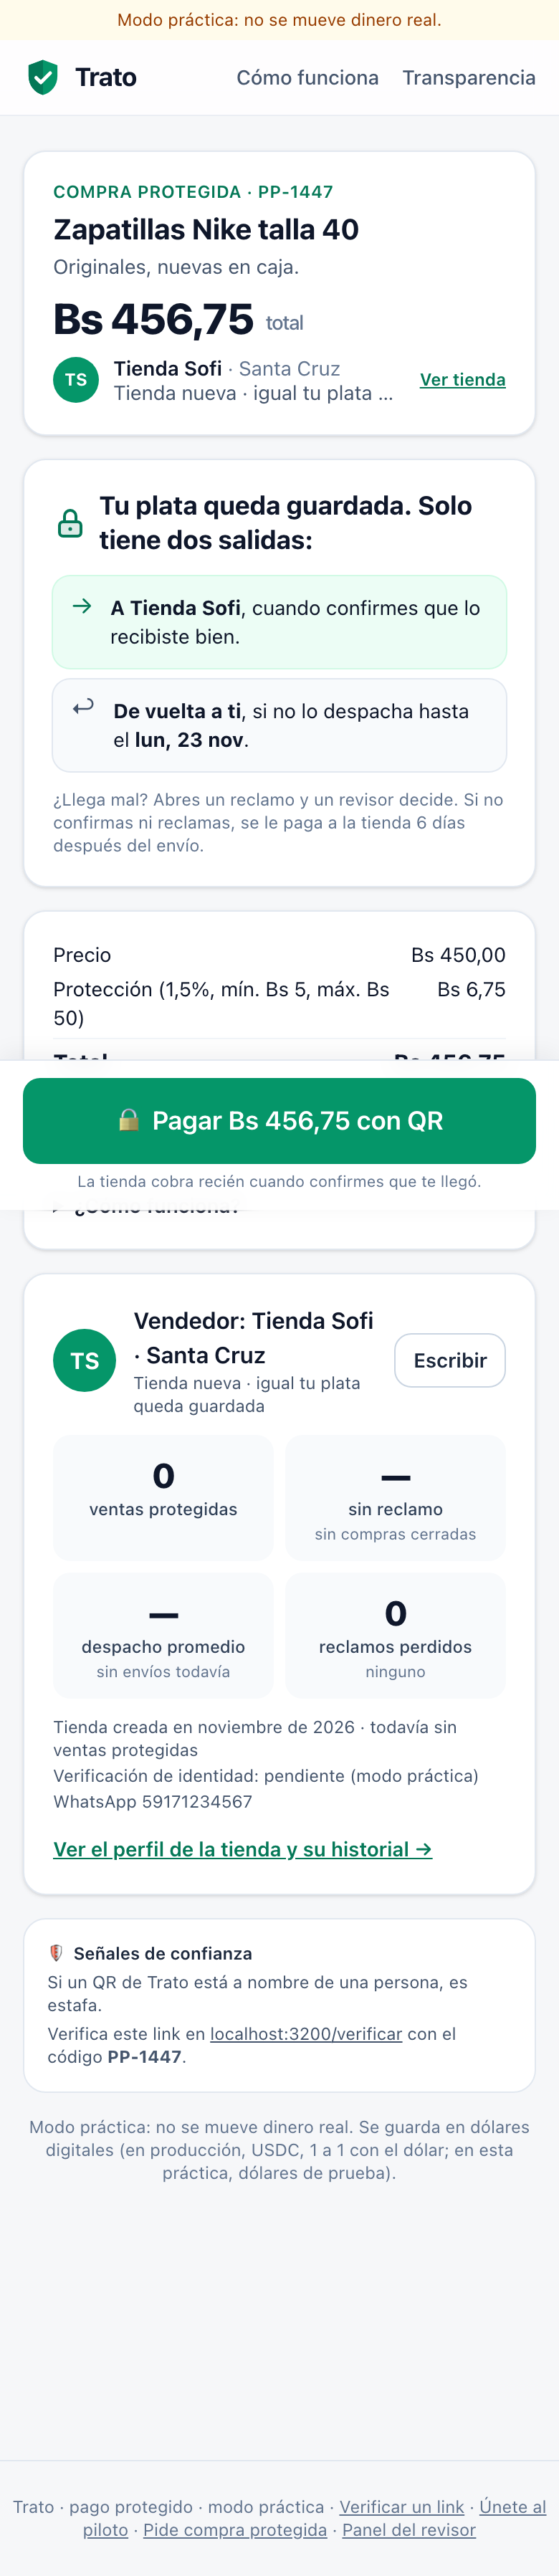 Modo práctica: no se mueve dinero real.
Trato
Cómo funciona
Transparencia
COMPRA PROTEGIDA · PP-1447
Zapatillas Nike talla 40
Originales, nuevas en caja.
Bs 456,75 total
TS
Tienda Sofi · Santa Cruz
Tienda nueva · igual tu plata ...
Ver tienda
Tu plata queda guardada. Solo
tiene dos salidas:
→ A Tienda Sofi, cuando confirmes que lo
recibiste bien.
De vuelta a ti, si no lo despacha hasta
el lun, 23 nov.
¿Llega mal? Abres un reclamo y un revisor decide. Si no
confirmas ni reclamas, se le paga a la tienda 6 días
después del envío.
Precio Bs 450,00
Protección (1,5%, mín. Bs 5, máx. Bs
50)
Bs 6,75
Total Bs 456,75
Pagar Bs 456,75 con QR
La tienda cobra recién cuando confirmes que te llegó.
¿Cómo funciona?
TS
Vendedor: Tienda Sofi
· Santa Cruz
Tienda nueva · igual tu plata
queda guardada
Escribir
0
ventas protegidas
—
sin reclamo
sin compras cerradas
—
despacho promedio
sin envíos todavía
0
reclamos perdidos
ninguno
Tienda creada en noviembre de 2026 · todavía sin
ventas protegidas
Verificación de identidad: pendiente (modo práctica)
WhatsApp 59171234567
Ver el perfil de la tienda y su historial →
Señales de confianza
Si un QR de Trato está a nombre de una persona, es
estafa.
Verifica este link en localhost:3200/verificar con el
código PP-1447.
Modo práctica: no se mueve dinero real. Se guarda en dólares
digitales (en producción, USDC, 1 a 1 con el dólar; en esta
práctica, dólares de prueba).
Trato · pago protegido · modo práctica · Verificar un link · Únete al
piloto · Pide compra protegida · Panel del revisor